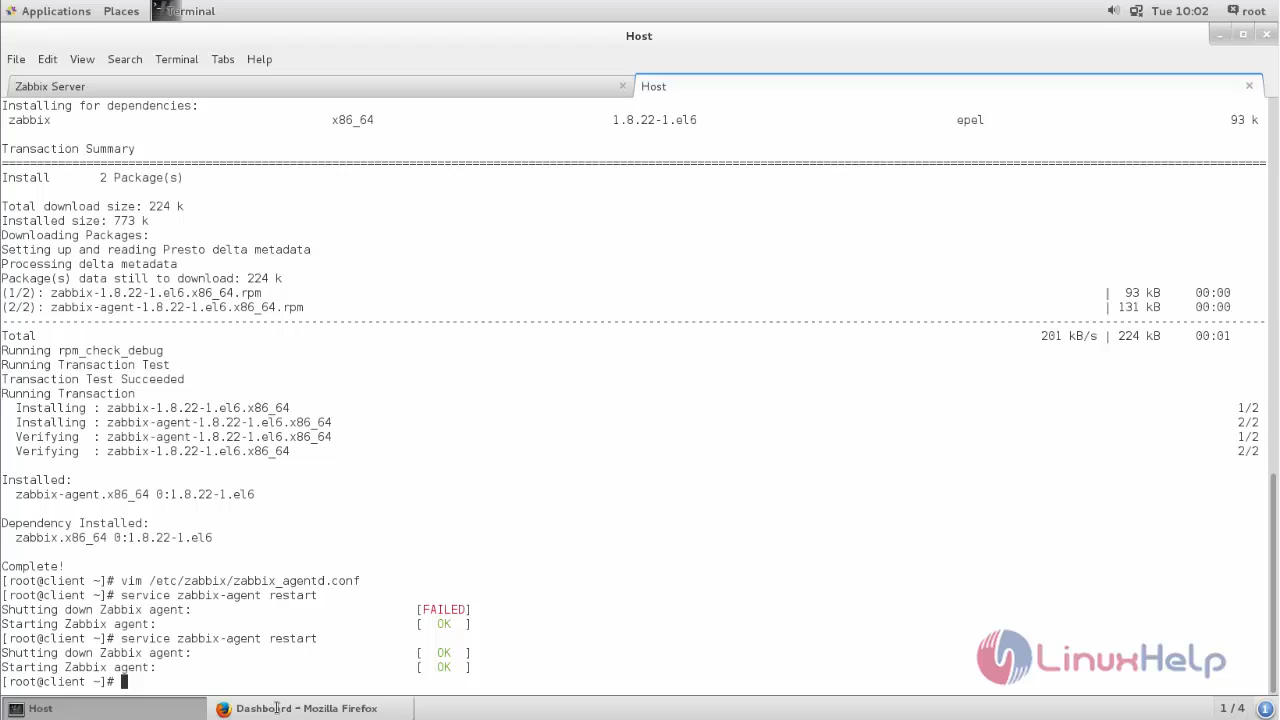 Applications Places Terminal Tue 10:02 root
Host
File Edit View Search Terminal Tabs Help
Zabbix Server × Host ×
Installing for dependencies:
zabbix x86_64 1.8.22-1.el6 epel 93 k
Transaction Summary
================================================================================
Install 2 Package(s)
Total download size: 224 k
Installed size: 773 k
Downloading Packages:
Setting up and reading Presto delta metadata
Processing delta metadata
Package(s) data still to download: 224 k
(1/2): zabbix-1.8.22-1.el6.x86_64.rpm | 93 kB 00:00
(2/2): zabbix-agent-1.8.22-1.el6.x86_64.rpm | 131 kB 00:00
--------------------------------------------------------------------------------
Total 201 kB/s | 224 kB 00:01
Running rpm_check_debug
Running Transaction Test
Transaction Test Succeeded
Running Transaction
Installing : zabbix-1.8.22-1.el6.x86_64 1/2
Installing : zabbix-agent-1.8.22-1.el6.x86_64 2/2
Verifying : zabbix-agent-1.8.22-1.el6.x86_64 1/2
Verifying : zabbix-1.8.22-1.el6.x86_64 2/2
Installed:
zabbix-agent.x86_64 0:1.8.22-1.el6
Dependency Installed:
zabbix.x86_64 0:1.8.22-1.el6
Complete!
[root@client ~]# vim /etc/zabbix/zabbix_agentd.conf
[root@client ~]# service zabbix-agent restart
Shutting down Zabbix agent: [FAILED]
Starting Zabbix agent: [ OK ]
[root@client ~]# service zabbix-agent restart
Shutting down Zabbix agent: [ OK ]
Starting Zabbix agent: [ OK ]
[root@client ~]#
LinuxHelp
Host Dashboard - Mozilla Firefox 1 / 4 1